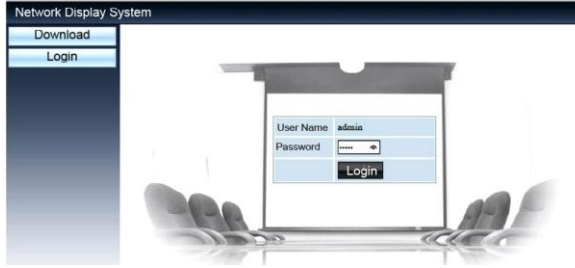 Network Display System
Download
Login
User Name admin
Password •••••
Login